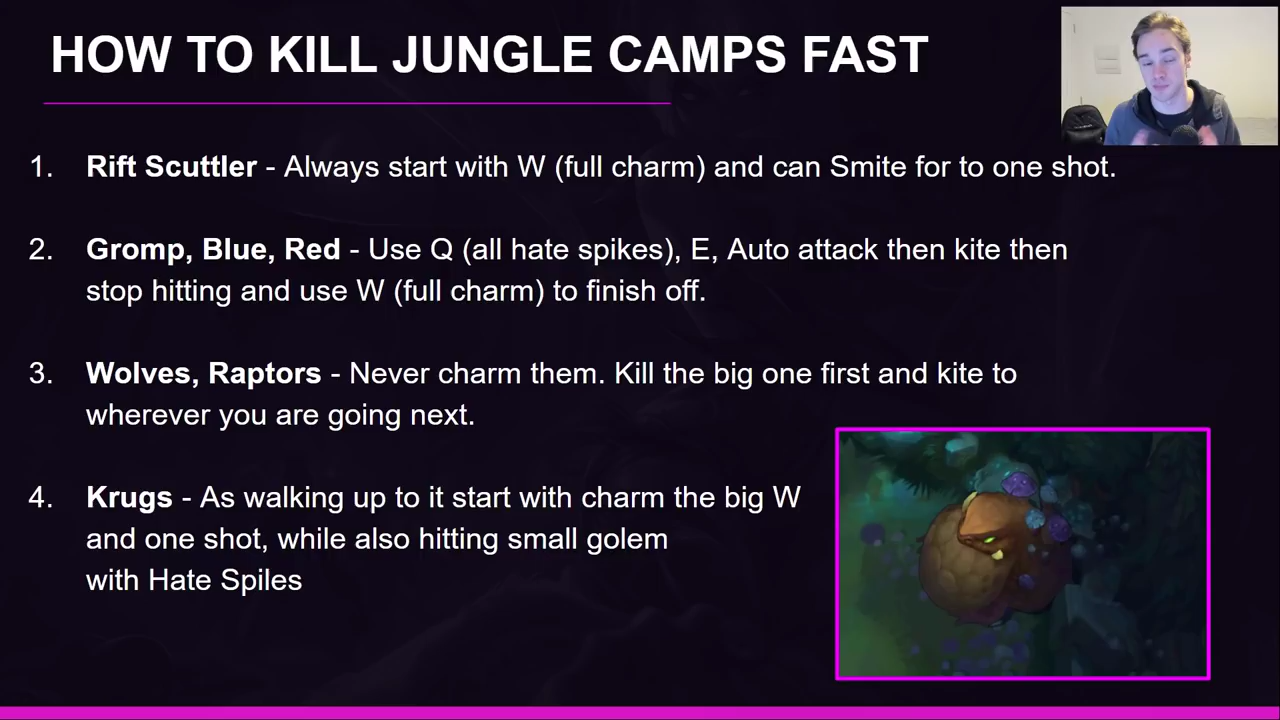 HOW TO KILL JUNGLE CAMPS FAST
1. Rift Scuttler - Always start with W (full charm) and can Smite for to one shot.
2. Gromp, Blue, Red - Use Q (all hate spikes), E, Auto attack then kite then
stop hitting and use W (full charm) to finish off.
3. Wolves, Raptors - Never charm them. Kill the big one first and kite to
wherever you are going next.
4. Krugs - As walking up to it start with charm the big W
and one shot, while also hitting small golem
with Hate Spiles